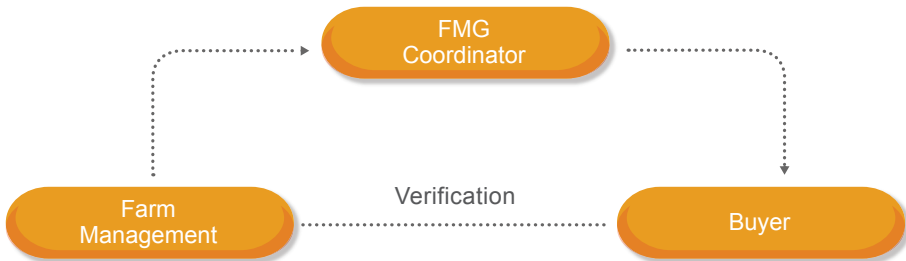 FMG
Coordinator
Verification
Farm
Management
Buyer